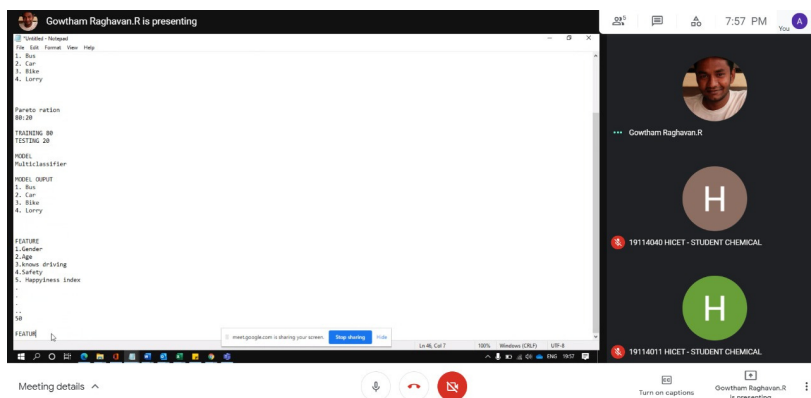 Gowtham Raghavan.R is presenting
5
7:57 PM
You
A
*Untitled - Notepad
File Edit Format View Help
1. Bus
2. Car
3. Bike
4. Lorry
Pareto ration
80:20
TRAINING 80
TESTING 20
MODEL
Multiclassifier
MODEL OUPUT
1. Bus
2. Car
3. Bike
4. Lorry
FEATURE
1.Gender
2.Age
3.knows driving
4.Safety
5. Happyiness index
.
.
.
..
50
FEATUR
meet.google.com is sharing your screen. Stop sharing Hide
Ln 46, Col 7 100% Windows (CRLF) UTF-8
ENG 19:57
Gowtham Raghavan.R
H
19114040 HICET - STUDENT CHEMICAL
H
19114011 HICET - STUDENT CHEMICAL
Meeting details
Turn on captions
Gowtham Raghavan.R
is presenting